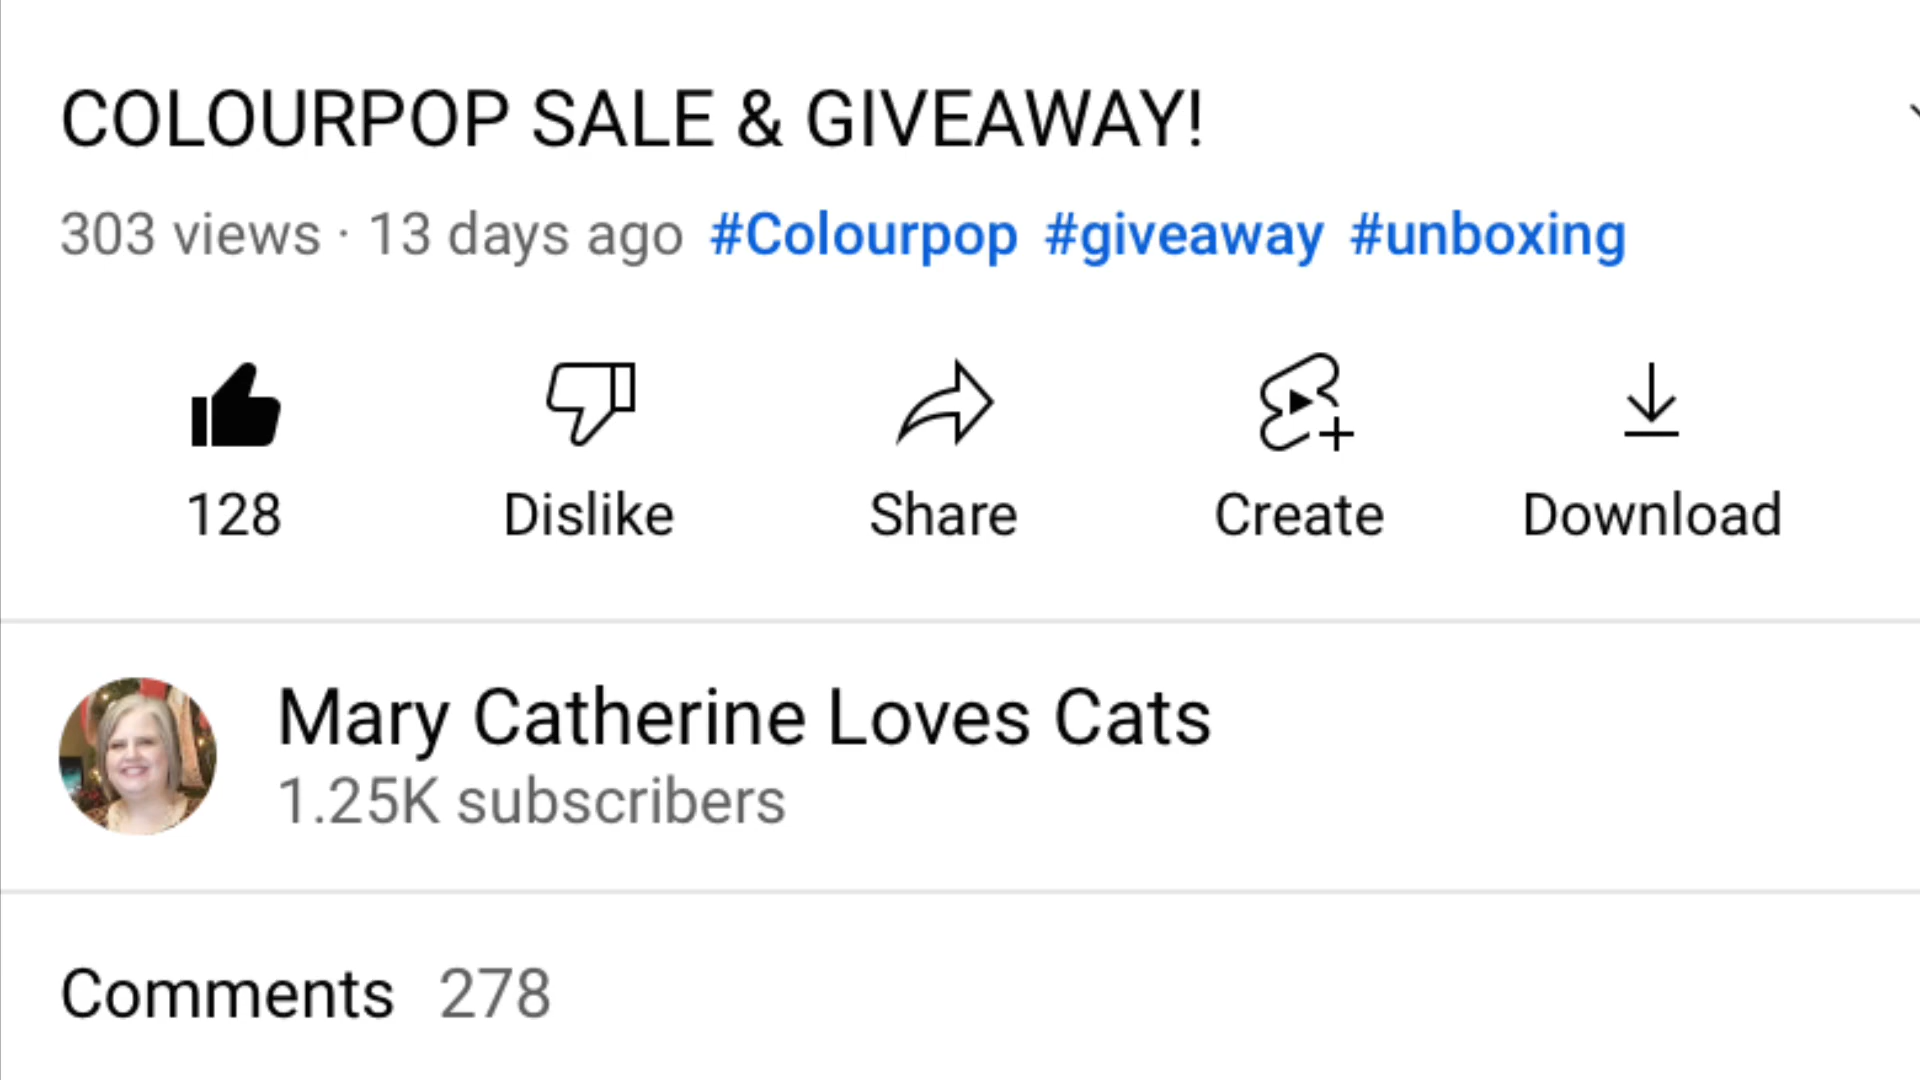 COLOURPOP SALE & GIVEAWAY!
303 views · 13 days ago #Colourpop #giveaway #unboxing
128 Dislike Share Create Download
Mary Catherine Loves Cats
1.25K subscribers
Comments 278